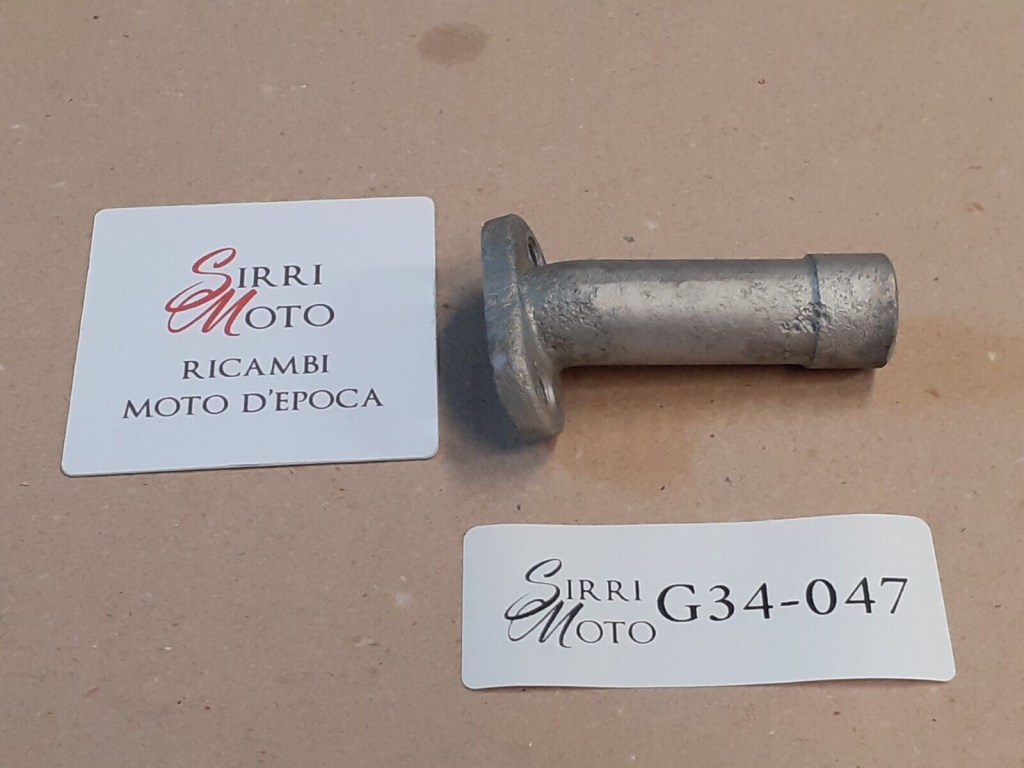 SIRRI
MOTO
RICAMBI
MOTO D'EPOCA
SIRRI
MOTO
G34-047